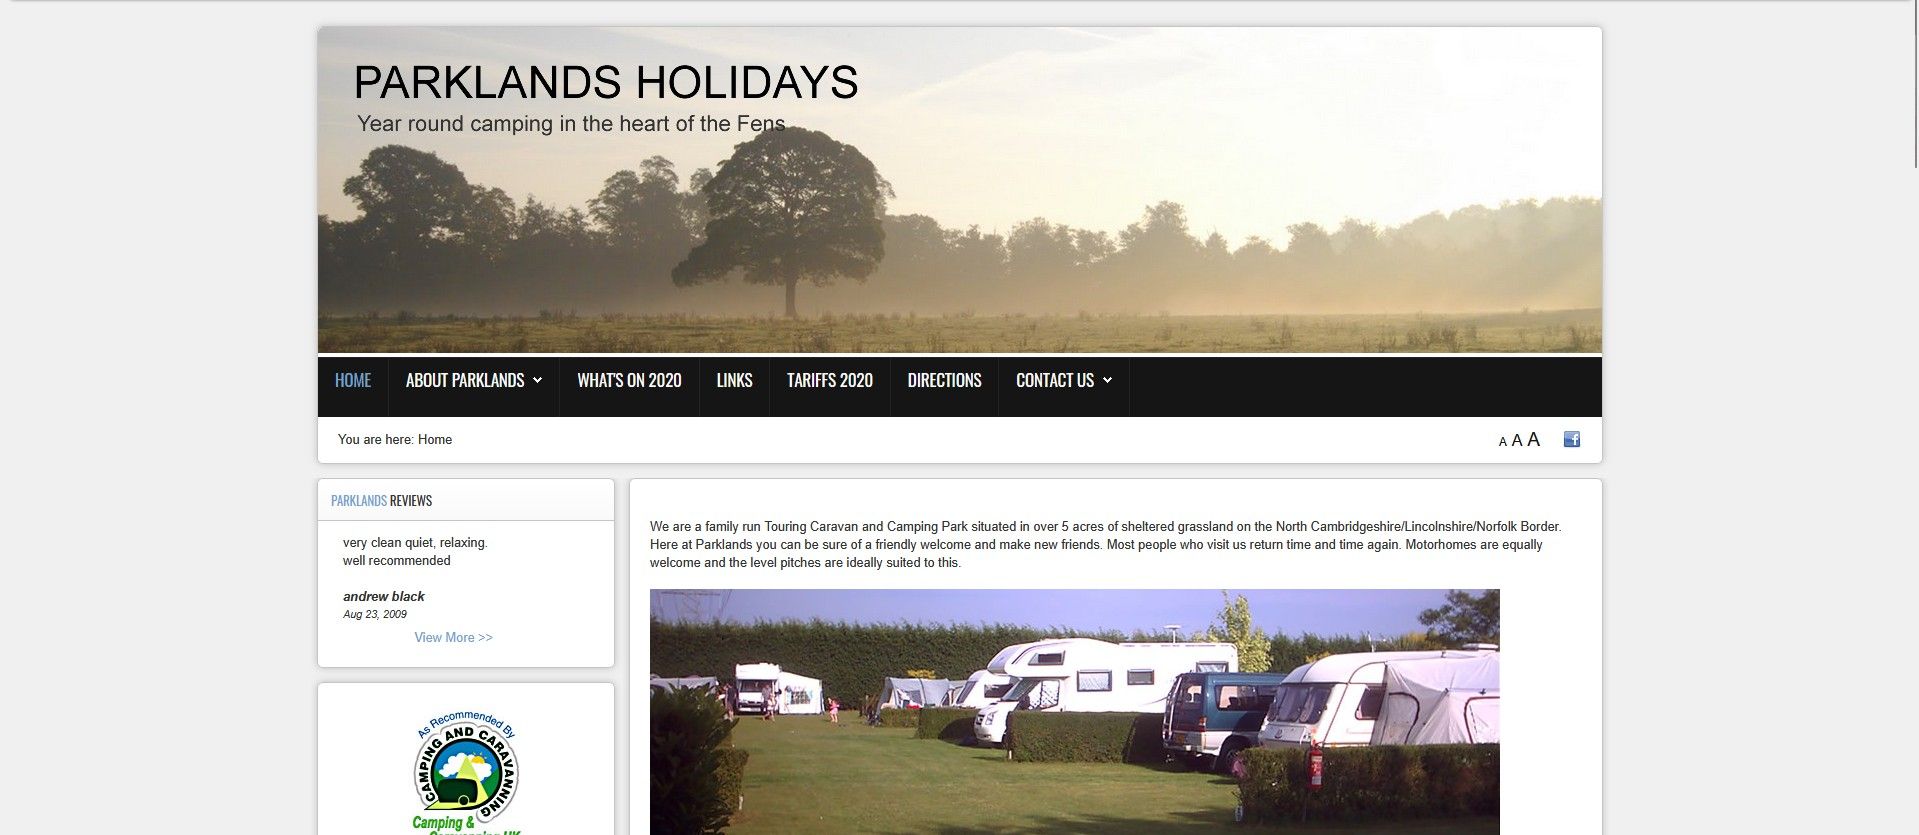 PARKLANDS HOLIDAYS
Year round camping in the heart of the Fens
HOME
ABOUT PARKLANDS
WHAT'S ON 2020
LINKS
TARIFFS 2020
DIRECTIONS
CONTACT US
You are here: Home
A A A
f
PARKLANDS REVIEWS
very clean quiet, relaxing.
well recommended
andrew black
Aug 23, 2009
View More >>
As Recommended By
CAMPING AND CARAVANNING
Camping &
Caravanning UK
We are a family run Touring Caravan and Camping Park situated in over 5 acres of sheltered grassland on the North Cambridgeshire/Lincolnshire/Norfolk Border.
Here at Parklands you can be sure of a friendly welcome and make new friends. Most people who visit us return time and time again. Motorhomes are equally
welcome and the level pitches are ideally suited to this.